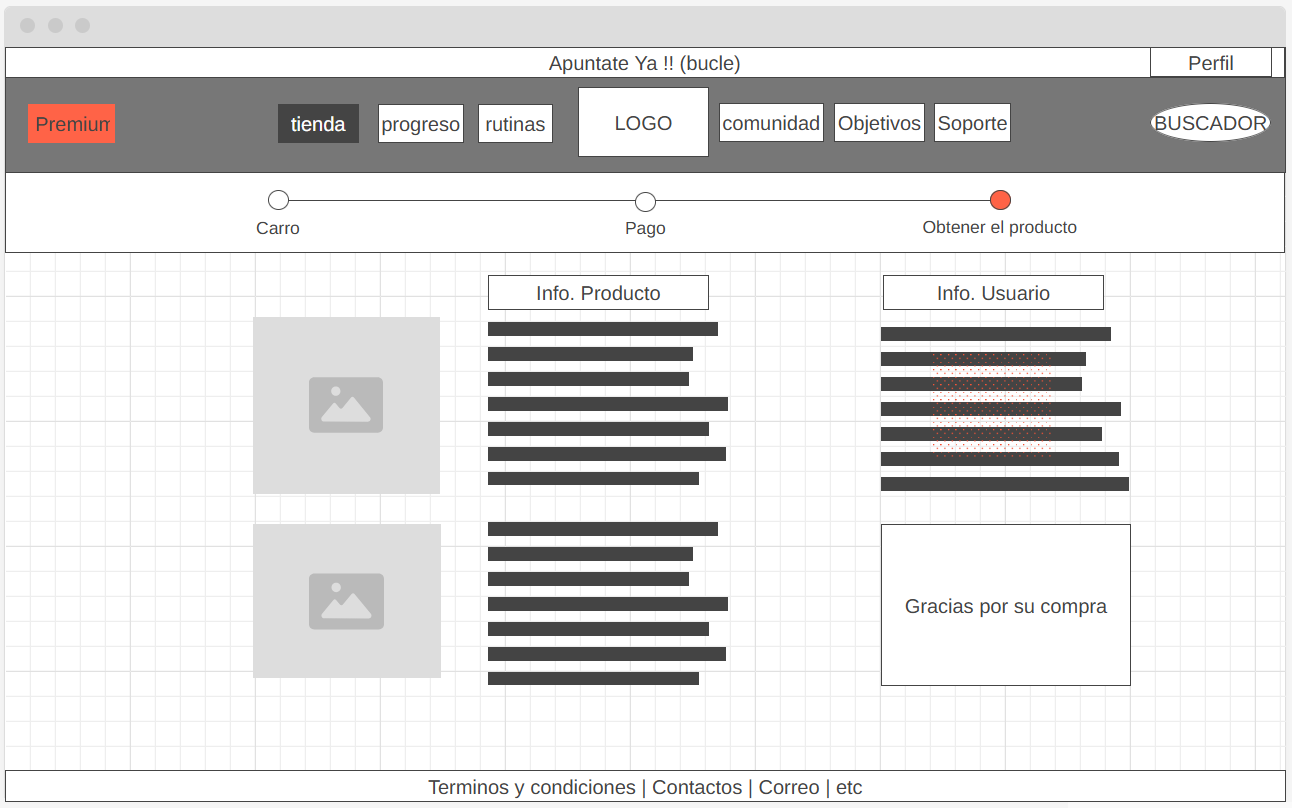 Apuntate Ya !! (bucle)
Perfil
Premium
tienda
progreso
rutinas
LOGO
comunidad
Objetivos
Soporte
BUSCADOR
Carro
Pago
Obtener el producto
Info. Producto
Info. Usuario
Gracias por su compra
Terminos y condiciones | Contactos | Correo | etc